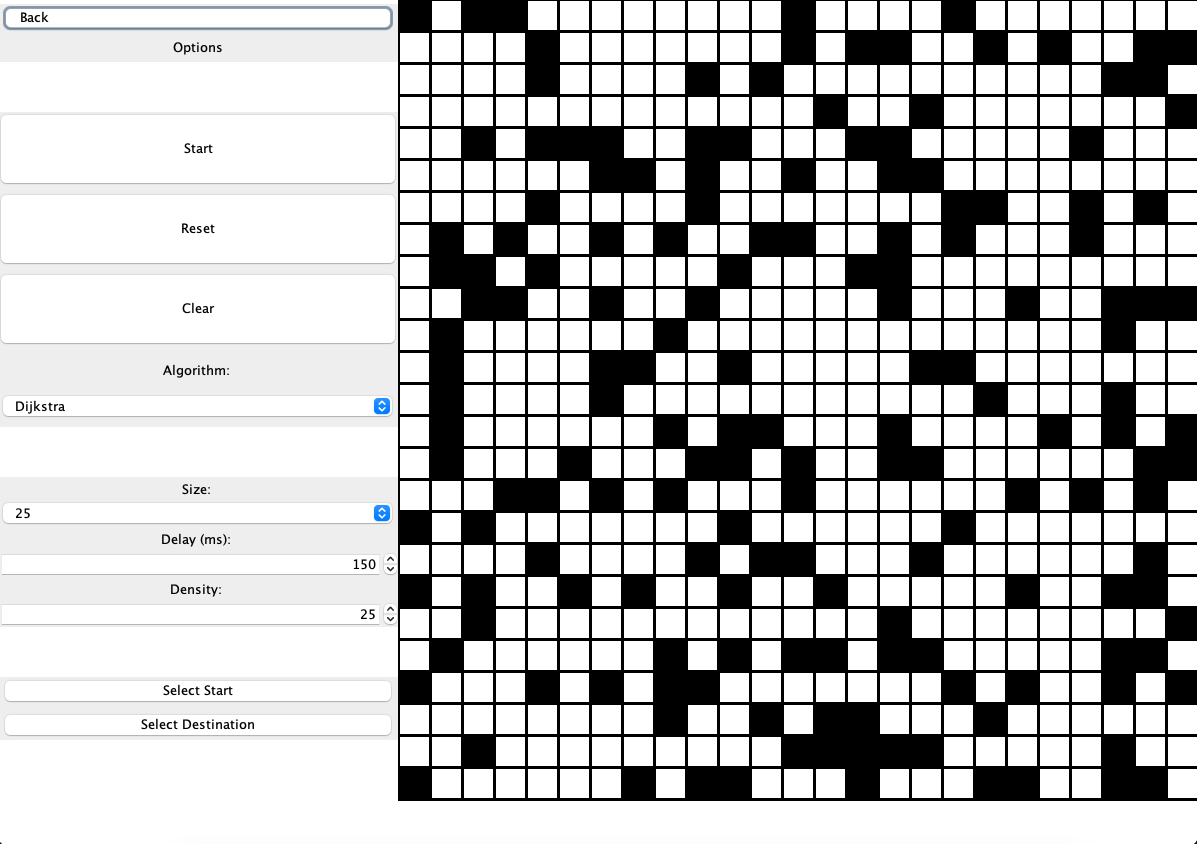 Back
Options
Start
Reset
Clear
Algorithm:
Dijkstra
Size:
25
Delay (ms):
150
Density:
25
Select Start
Select Destination